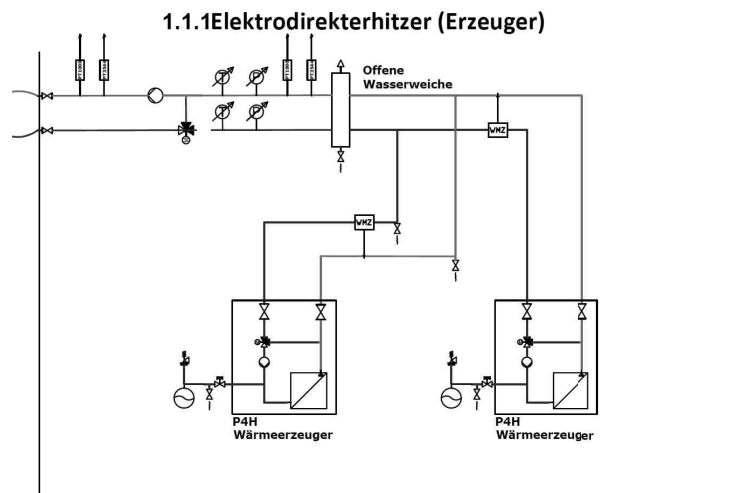 1.1.1Elektrodirekterhitzer (Erzeuger)
Offene
Wasserweiche
T P
T P
WMZ
WMZ
P4H
Wärmeerzeuger
P4H
Wärmeerzeuger